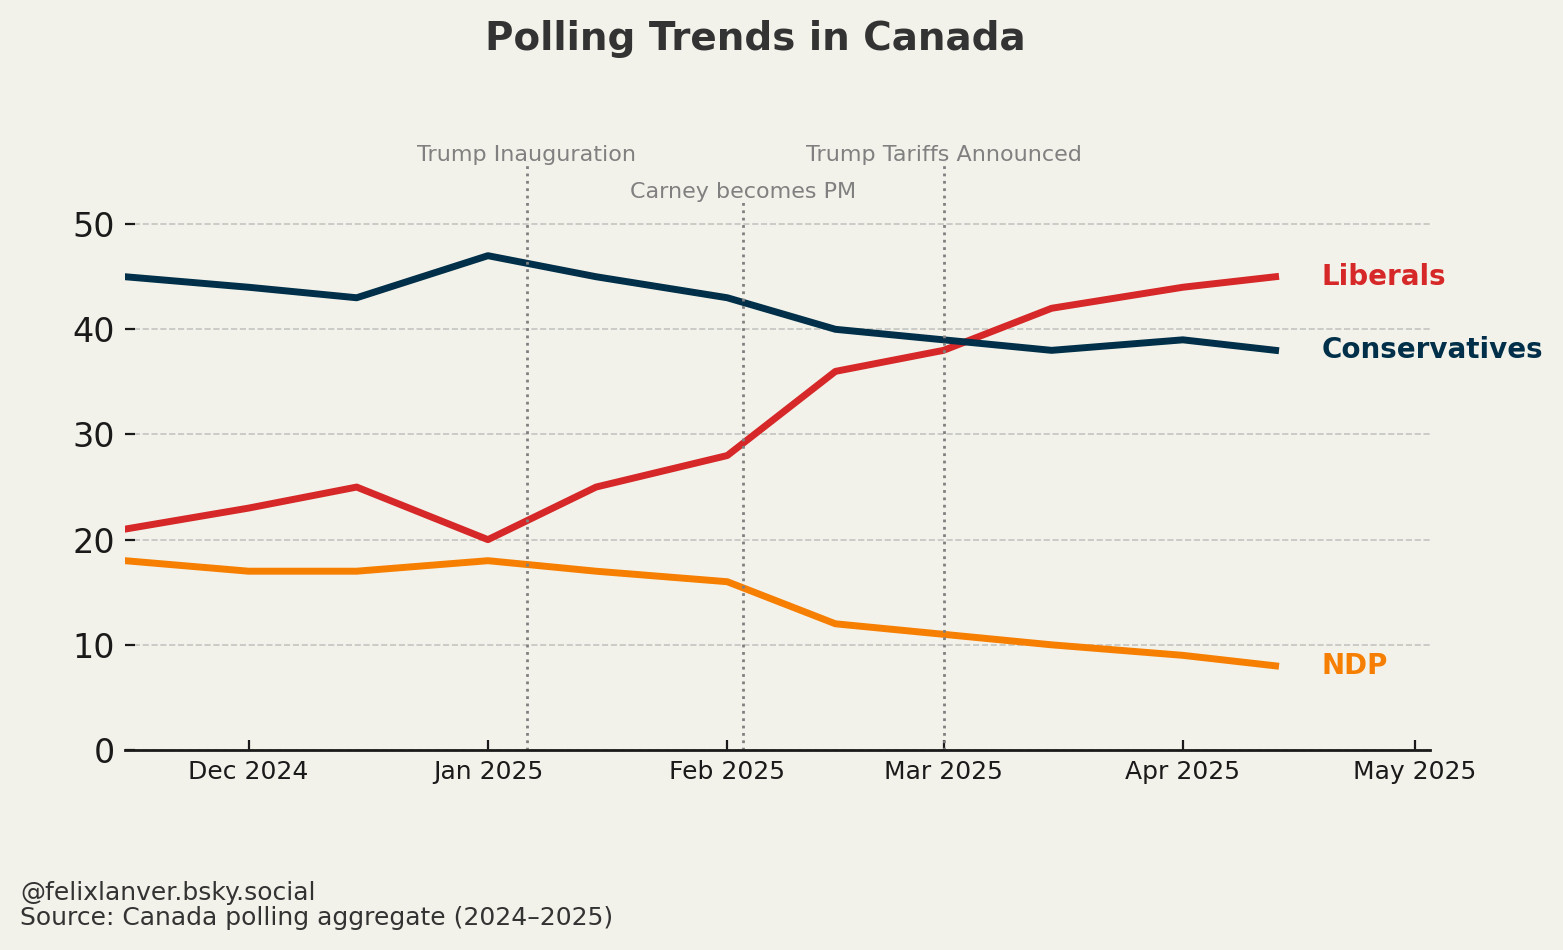 Polling Trends in Canada
Trump Inauguration
Trump Tariffs Announced
Carney becomes PM
50
40
30
20
10
0
Liberals
Conservatives
NDP
Dec 2024
Jan 2025
Feb 2025
Mar 2025
Apr 2025
May 2025
@felixlanver.bsky.social
Source: Canada polling aggregate (2024–2025)